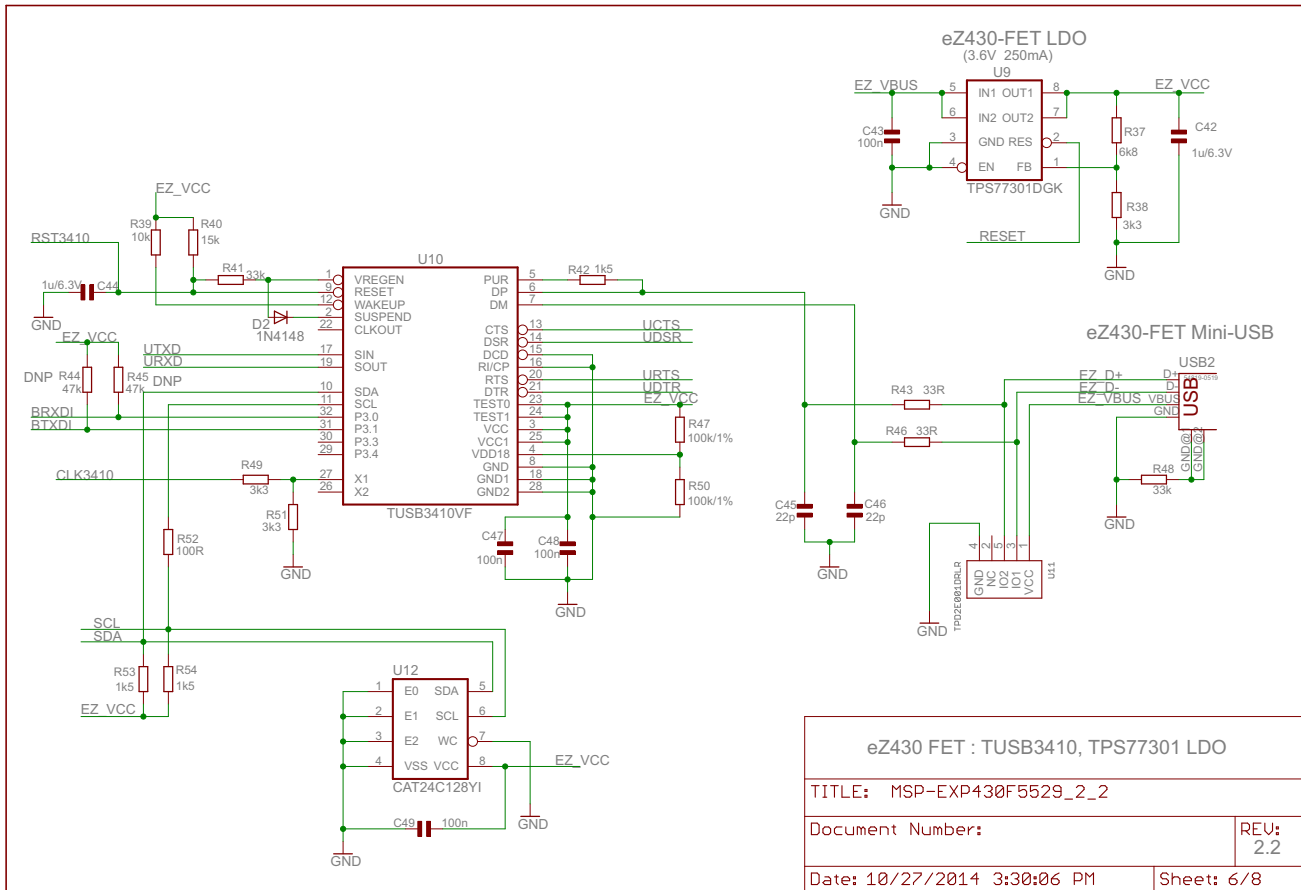 eZ430-FET LDO
(3.6V 250mA)
U9
EZ_VBUS
5 IN1 OUT1 8
EZ_VCC
6 IN2 OUT2 7
3 GND RES 2
4 EN FB 1
TPS77301DGK
C43
100n
R37
6k8
C42
1u/6.3V
R38
3k3
GND
RESET
GND
EZ_VCC
R39
10k
R40
15k
RST3410
R41
33k
1u/6.3V
C44
GND
D2
1N4148
U10
1 VREGEN
9 RESET
12 WAKEUP
2 SUSPEND
22 CLKOUT
17 SIN
19 SOUT
10 SDA
11 SCL
32 P3.0
31 P3.1
30 P3.3
29 P3.4
27 X1
26 X2
PUR 5
DP 6
DM 7
CTS 13
DSR 14
DCD 15
RI/CP 16
RTS 20
DTR 21
TEST0 23
TEST1 24
VCC 3
VCC1 25
VDD18 4
GND 8
GND1 18
GND2 28
TUSB3410VF
EZ_VCC
UTXD
URXD
DNP
R44
47k
R45
47k
DNP
BRXDI
BTXDI
CLK3410
R49
3k3
R51
3k3
GND
R52
100R
R42
1k5
UCTS
UDSR
URTS
UDTR
EZ_VCC
R47
100k/1%
R50
100k/1%
C47
100n
C48
100n
GND
eZ430-FET Mini-USB
USB2
EZ_D+
D+
EZ_D-
D-
EZ_VBUS
VBUS
GND
USB
GND@1
GND@2
R43 33R
R46 33R
R48
33k
GND
C45
22p
C46
22p
GND
4 GND
2 NC
5 IO2
3 IO1
1 VCC
U11
TPD2E001DRLR
GND
SCL
SDA
R53
1k5
R54
1k5
EZ_VCC
U12
1 E0 SDA 5
2 E1 SCL 6
3 E2 WC 7
4 VSS VCC 8
CAT24C128YI
EZ_VCC
C49
100n
GND
GND
eZ430 FET : TUSB3410, TPS77301 LDO
TITLE: MSP-EXP430F5529_2_2
Document Number:
REV:
2.2
Date: 10/27/2014 3:30:06 PM
Sheet: 6/8